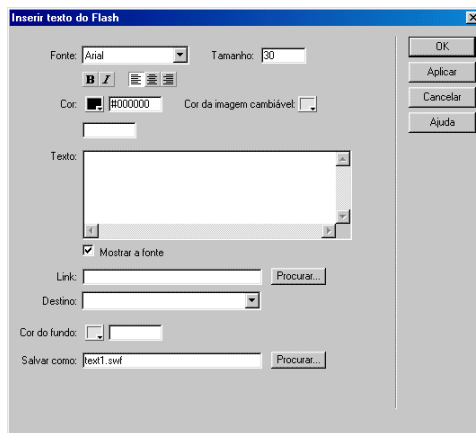 Inserir texto do Flash
Fonte: Arial Tamanho: 30 OK
B I Aplicar
Cor: #000000 Cor da imagem cambiável: Cancelar
Ajuda
Texto:
Mostrar a fonte
Link: Procurar...
Destino:
Cor do fundo:
Salvar como: text1.swf Procurar...